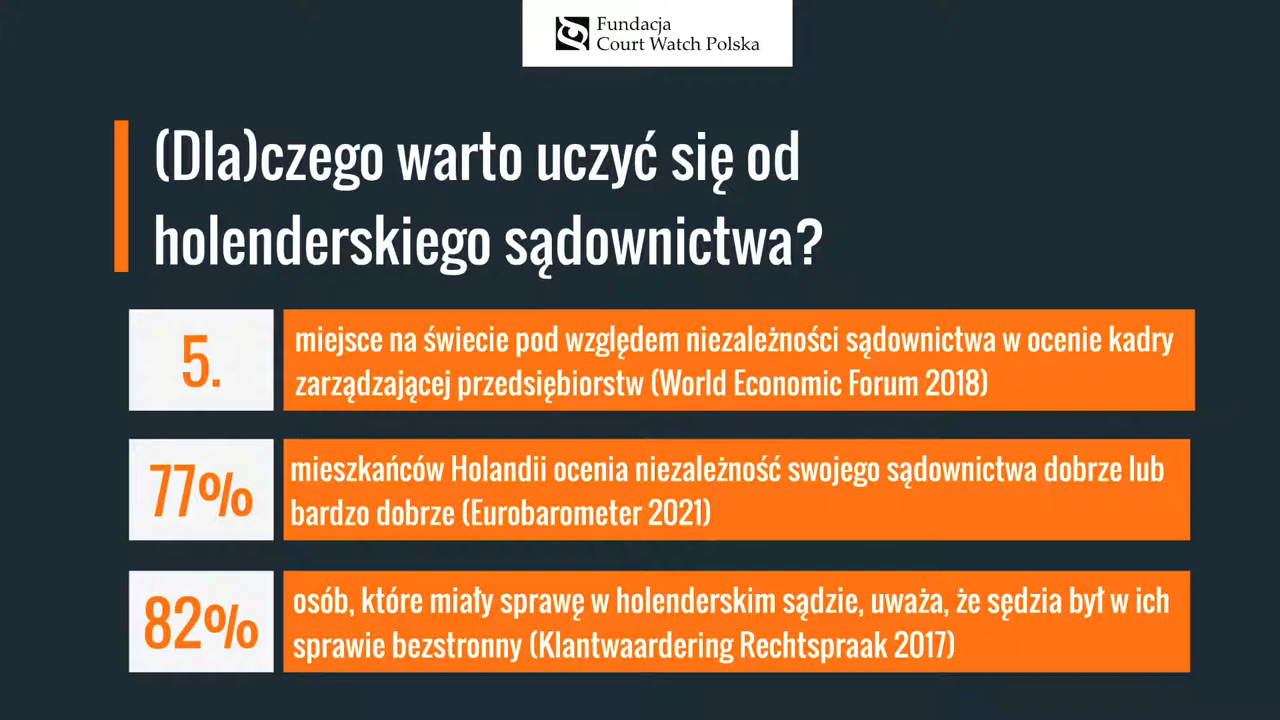 Fundacja
Court Watch Polska
(Dla)czego warto uczyć się od
holenderskiego sądownictwa?
5.
miejsce na świecie pod względem niezależności sądownictwa w ocenie kadry
zarządzającej przedsiębiorstw (World Economic Forum 2018)
77%
mieszkańców Holandii ocenia niezależność swojego sądownictwa dobrze lub
bardzo dobrze (Eurobarometer 2021)
82%
osób, które miały sprawę w holenderskim sądzie, uważa, że sędzia był w ich
sprawie bezstronny (Klantwaardering Rechtspraak 2017)